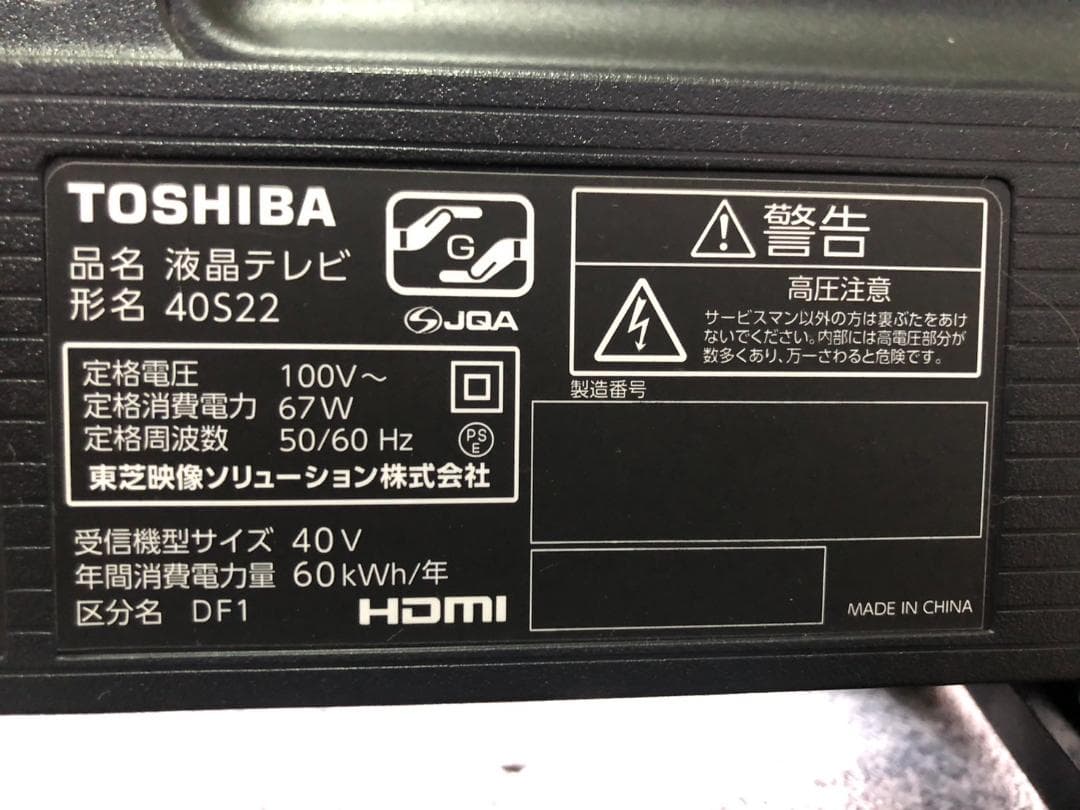 TOSHIBA
品名 液晶テレビ
形名 40S22
G
JQA
定格電圧 100V～
定格消費電力 67W
定格周波数 50/60 Hz
PS
E
東芝映像ソリューション株式会社
受信機型サイズ 40V
年間消費電力量 60kWh/年
区分名 DF1
HDMI
警告
高圧注意
サービスマン以外の方は裏ぶたをあけ
ないでください。内部には高電圧部分が
数多くあり、万一さわると危険です。
製造番号
MADE IN CHINA